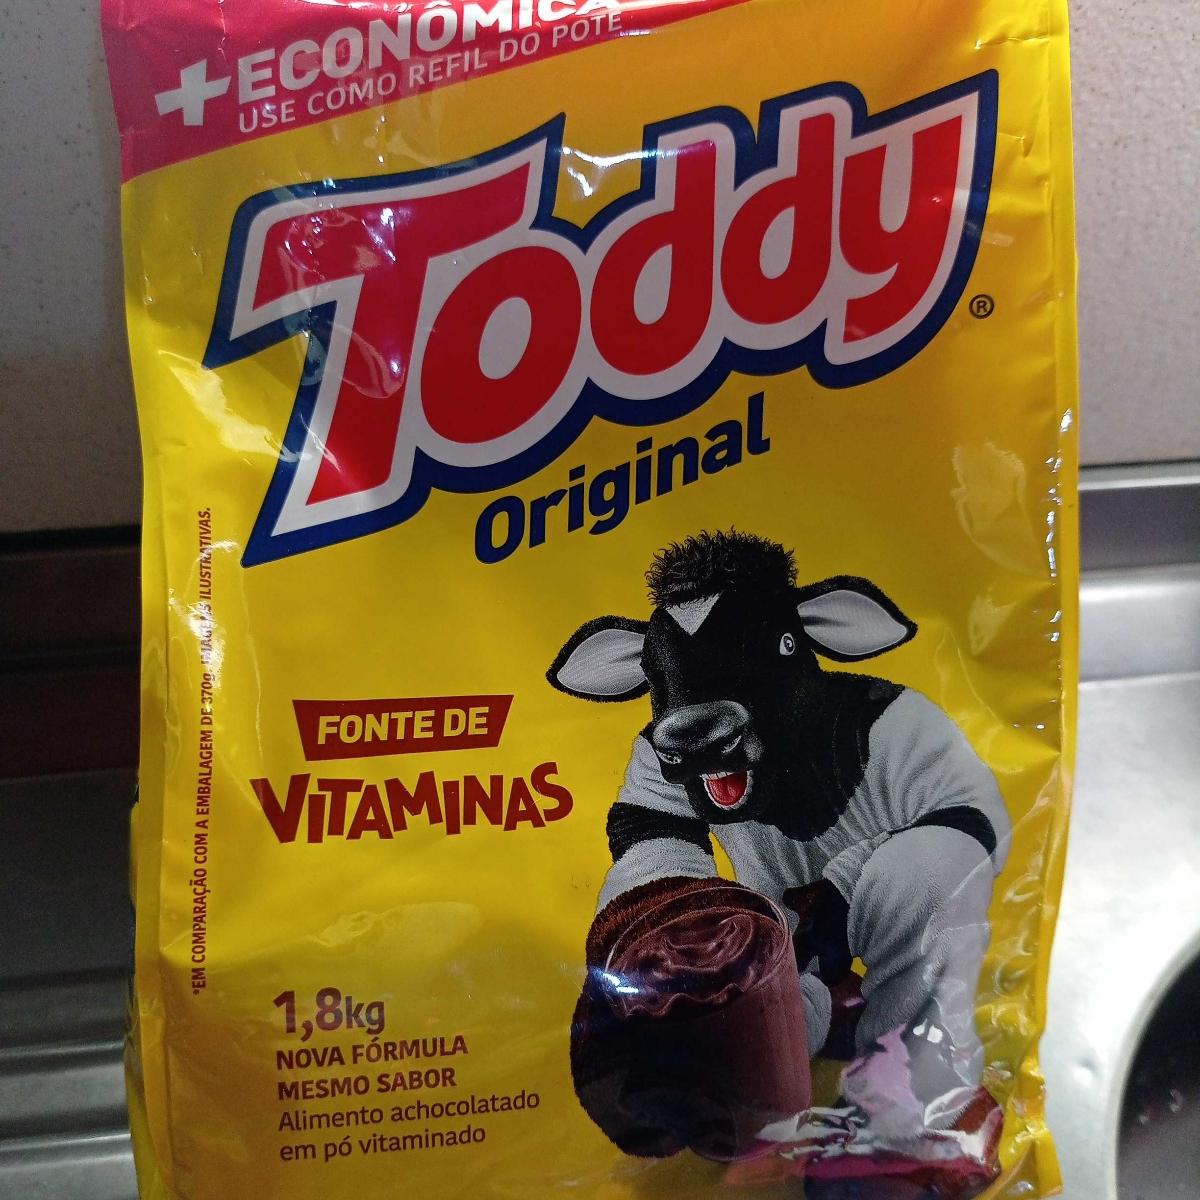 +ECONÔMICA
USE COMO REFIL DO POTE
Toddy
®
Original
*EM COMPARAÇÃO COM A EMBALAGEM DE 370g. IMAGENS ILUSTRATIVAS.
FONTE DE
VITAMINAS
1,8kg
NOVA FÓRMULA
MESMO SABOR
Alimento achocolatado
em pó vitaminado